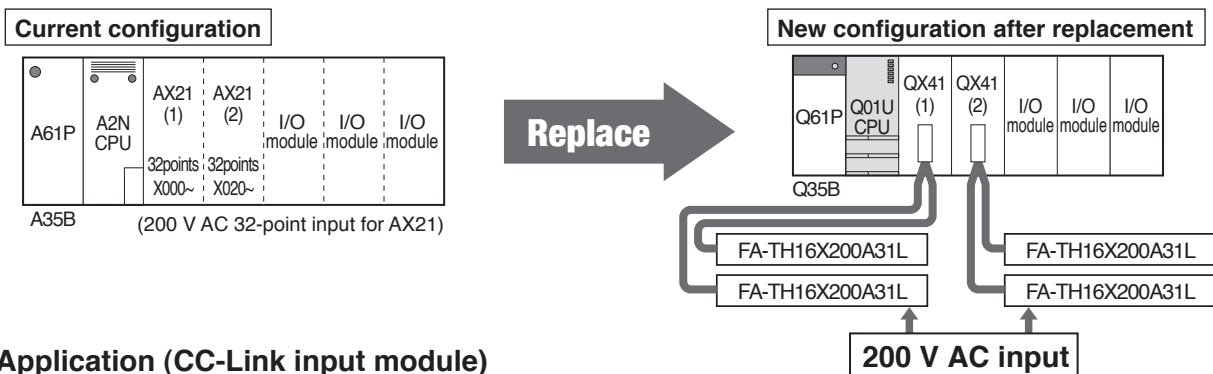 Current configuration
A61P
A2N
CPU
AX21
(1)
32points
X000~
AX21
(2)
32points
X020~
I/O
module
I/O
module
I/O
module
A35B
(200 V AC 32-point input for AX21)
Replace
New configuration after replacement
Q61P
Q01U
CPU
QX41
(1)
QX41
(2)
I/O
module
I/O
module
I/O
module
Q35B
FA-TH16X200A31L
FA-TH16X200A31L
FA-TH16X200A31L
FA-TH16X200A31L
200 V AC input
Application (CC-Link input module)